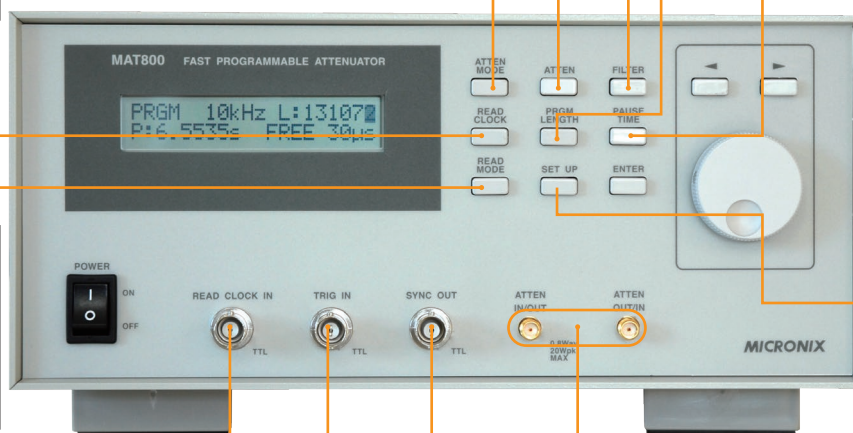 MAT800 FAST PROGRAMMABLE ATTENUATOR
PRGM 10kHz L:131072
P:6.5535s FREE 30µs
ATTEN MODE
ATTEN
FILTER
READ CLOCK
PRGM LENGTH
PAUSE TIME
READ MODE
SET UP
ENTER
◄
►
POWER
ON
OFF
READ CLOCK IN
TTL
TRIG IN
TTL
SYNC OUT
TTL
ATTEN IN/OUT
ATTEN OUT/IN
20Wpk
MAX
MICRONIX